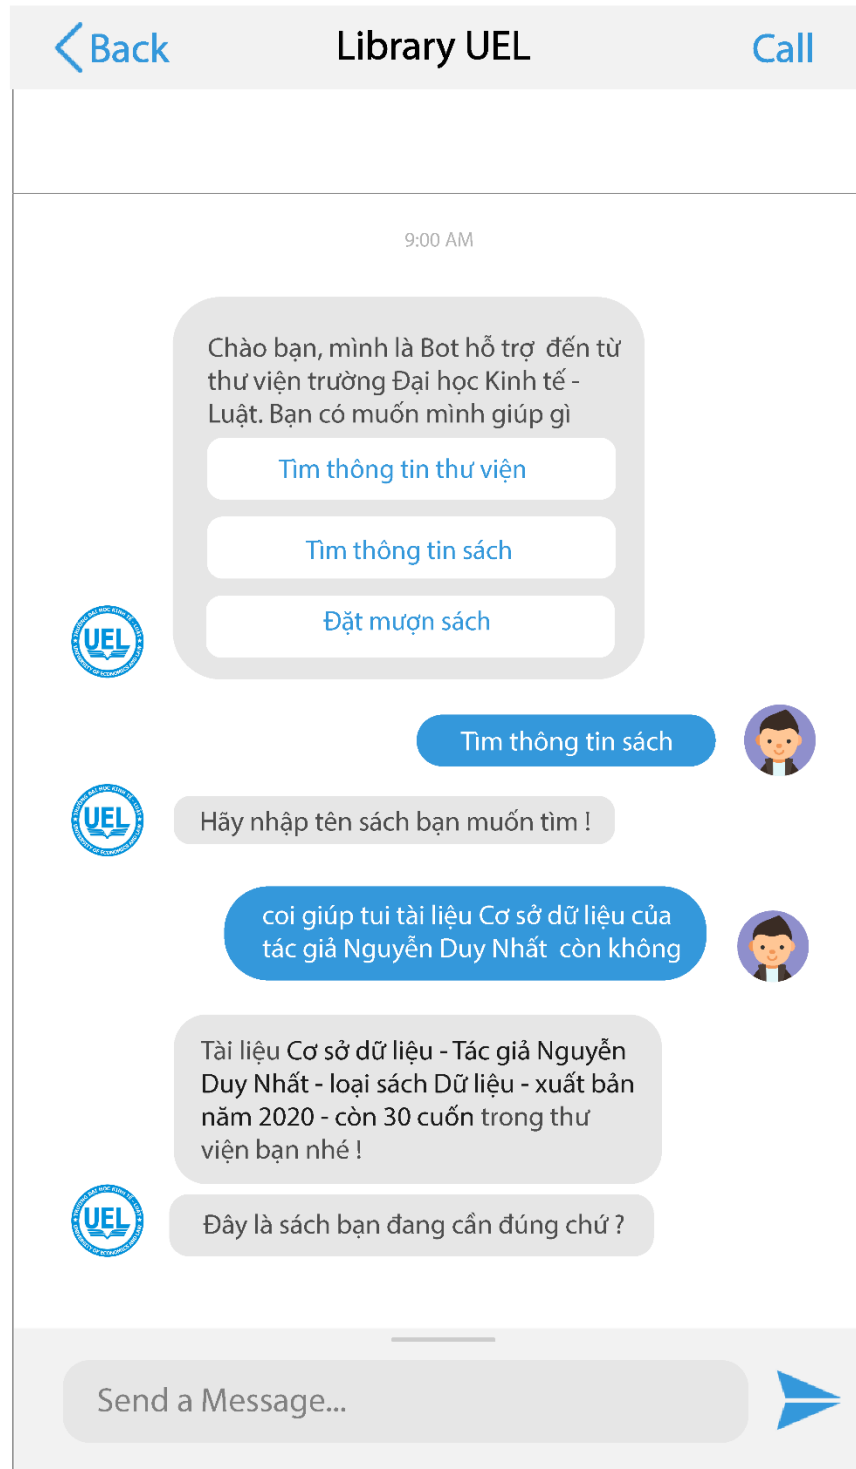 Back
Library UEL
Call
9:00 AM
Chào bạn, mình là Bot hỗ trợ đến từ
thư viện trường Đại học Kinh tế -
Luật. Bạn có muốn mình giúp gì
Tìm thông tin thư viện
Tìm thông tin sách
Đặt mượn sách
UEL
Tìm thông tin sách
UEL
Hãy nhập tên sách bạn muốn tìm !
coi giúp tui tài liệu Cơ sở dữ liệu của
tác giả Nguyễn Duy Nhất còn không
Tài liệu Cơ sở dữ liệu - Tác giả Nguyễn
Duy Nhất - loại sách Dữ liệu - xuất bản
năm 2020 - còn 30 cuốn trong thư
viện bạn nhé !
UEL
Đây là sách bạn đang cần đúng chứ ?
Send a Message...